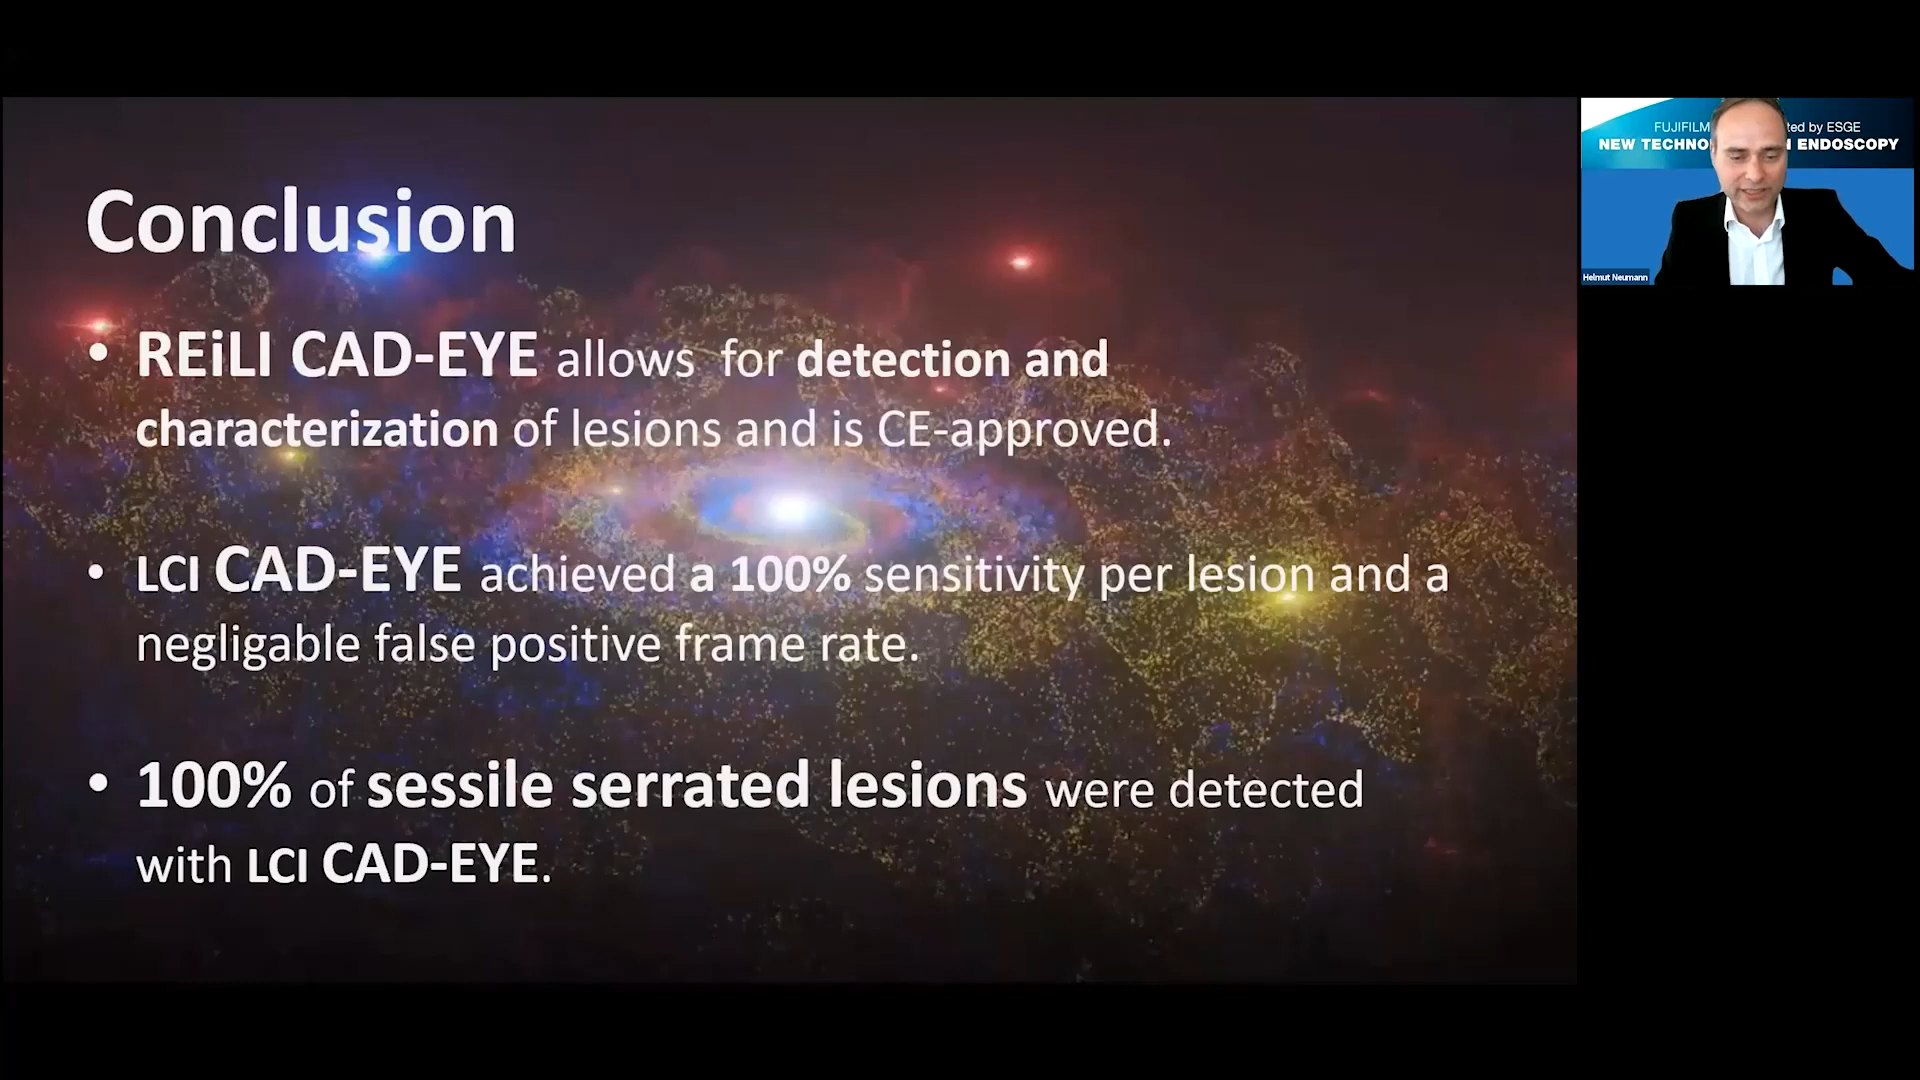 Conclusion
• REiLI CAD-EYE allows for detection and
characterization of lesions and is CE-approved.
• LCI CAD-EYE achieved a 100% sensitivity per lesion and a
negligable false positive frame rate.
• 100% of sessile serrated lesions were detected
with LCI CAD-EYE.
FUJIFILM ted by ESGE
NEW TECHNO N ENDOSCOPY
Helmut Neumann